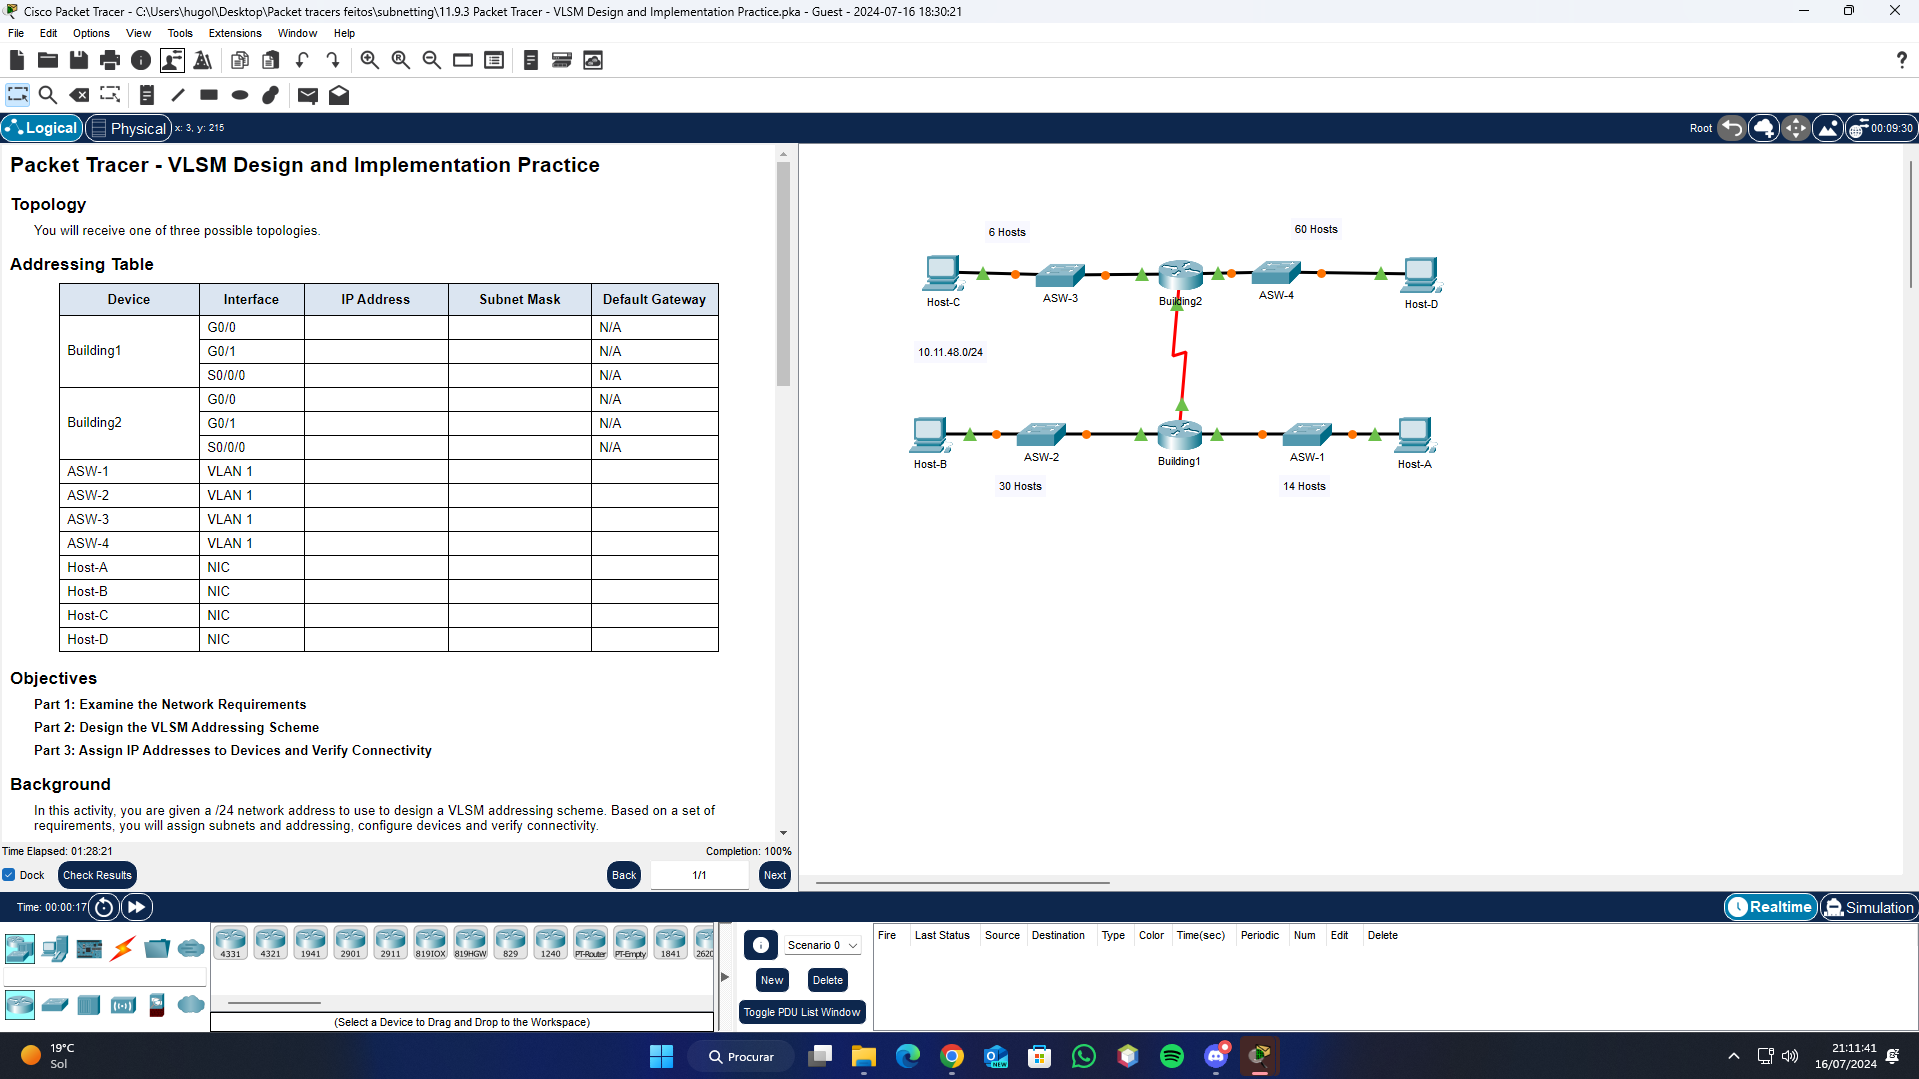 Cisco Packet Tracer - C:\Users\hugol\Desktop\Packet tracers feitos\subnetting\11.9.3 Packet Tracer - VLSM Design and Implementation Practice.pka - Guest - 2024-07-16 18:30:21
File Edit Options View Tools Extensions Window Help
Logical Physical x: 3, y: 215 Root 00:09:30
Packet Tracer - VLSM Design and Implementation Practice
Topology
You will receive one of three possible topologies.
Addressing Table
Device Interface IP Address Subnet Mask Default Gateway
Building1 G0/0 N/A
G0/1 N/A
S0/0/0 N/A
Building2 G0/0 N/A
G0/1 N/A
S0/0/0 N/A
ASW-1 VLAN 1
ASW-2 VLAN 1
ASW-3 VLAN 1
ASW-4 VLAN 1
Host-A NIC
Host-B NIC
Host-C NIC
Host-D NIC
Objectives
Part 1: Examine the Network Requirements
Part 2: Design the VLSM Addressing Scheme
Part 3: Assign IP Addresses to Devices and Verify Connectivity
Background
In this activity, you are given a /24 network address to use to design a VLSM addressing scheme. Based on a set of
requirements, you will assign subnets and addressing, configure devices and verify connectivity.
Time Elapsed: 01:28:21 Completion: 100%
Dock Check Results Back 1/1 Next
6 Hosts 60 Hosts
Host-C ASW-3 Building2 ASW-4 Host-D
10.11.48.0/24
Host-B ASW-2 Building1 ASW-1 Host-A
30 Hosts 14 Hosts
Time: 00:00:17 Realtime Simulation
4331 4321 1941 2901 2911 819IOX 819HGW 829 1240 PT-Router PT-Empty 1841 2620
(Select a Device to Drag and Drop to the Workspace)
Scenario 0
New Delete
Toggle PDU List Window
Fire Last Status Source Destination Type Color Time(sec) Periodic Num Edit Delete
19°C
Sol
Procurar
NEW
21:11:41
16/07/2024